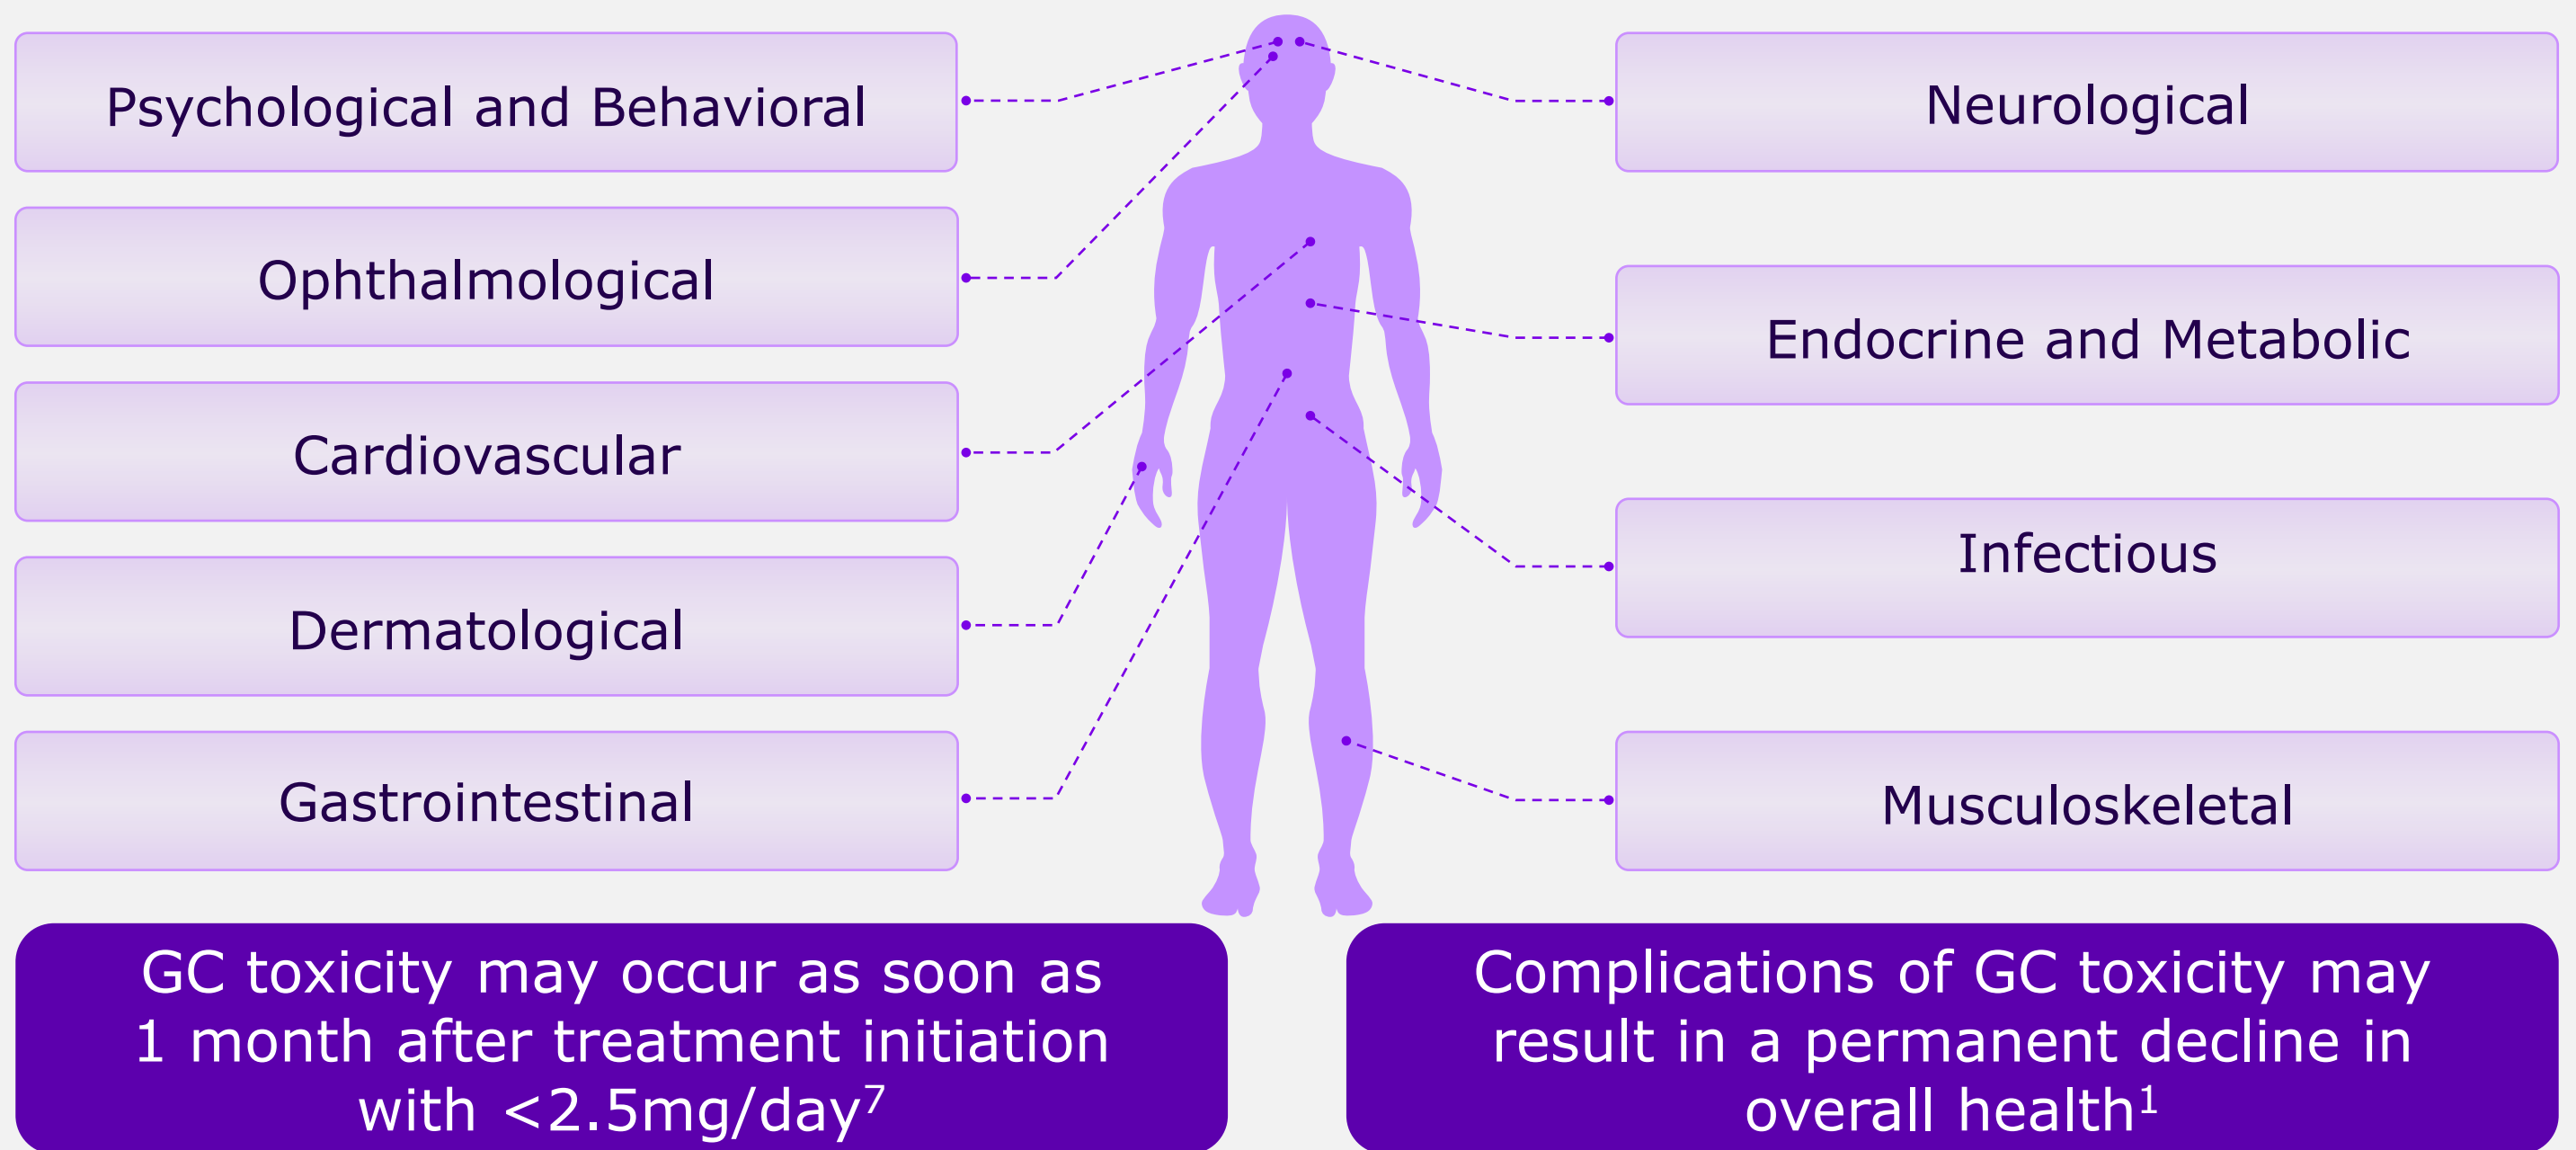 Psychological and Behavioral
Ophthalmological
Cardiovascular
Dermatological
Gastrointestinal
Neurological
Endocrine and Metabolic
Infectious
Musculoskeletal
GC toxicity may occur as soon as
1 month after treatment initiation
with <2.5mg/day⁷
Complications of GC toxicity may
result in a permanent decline in
overall health¹